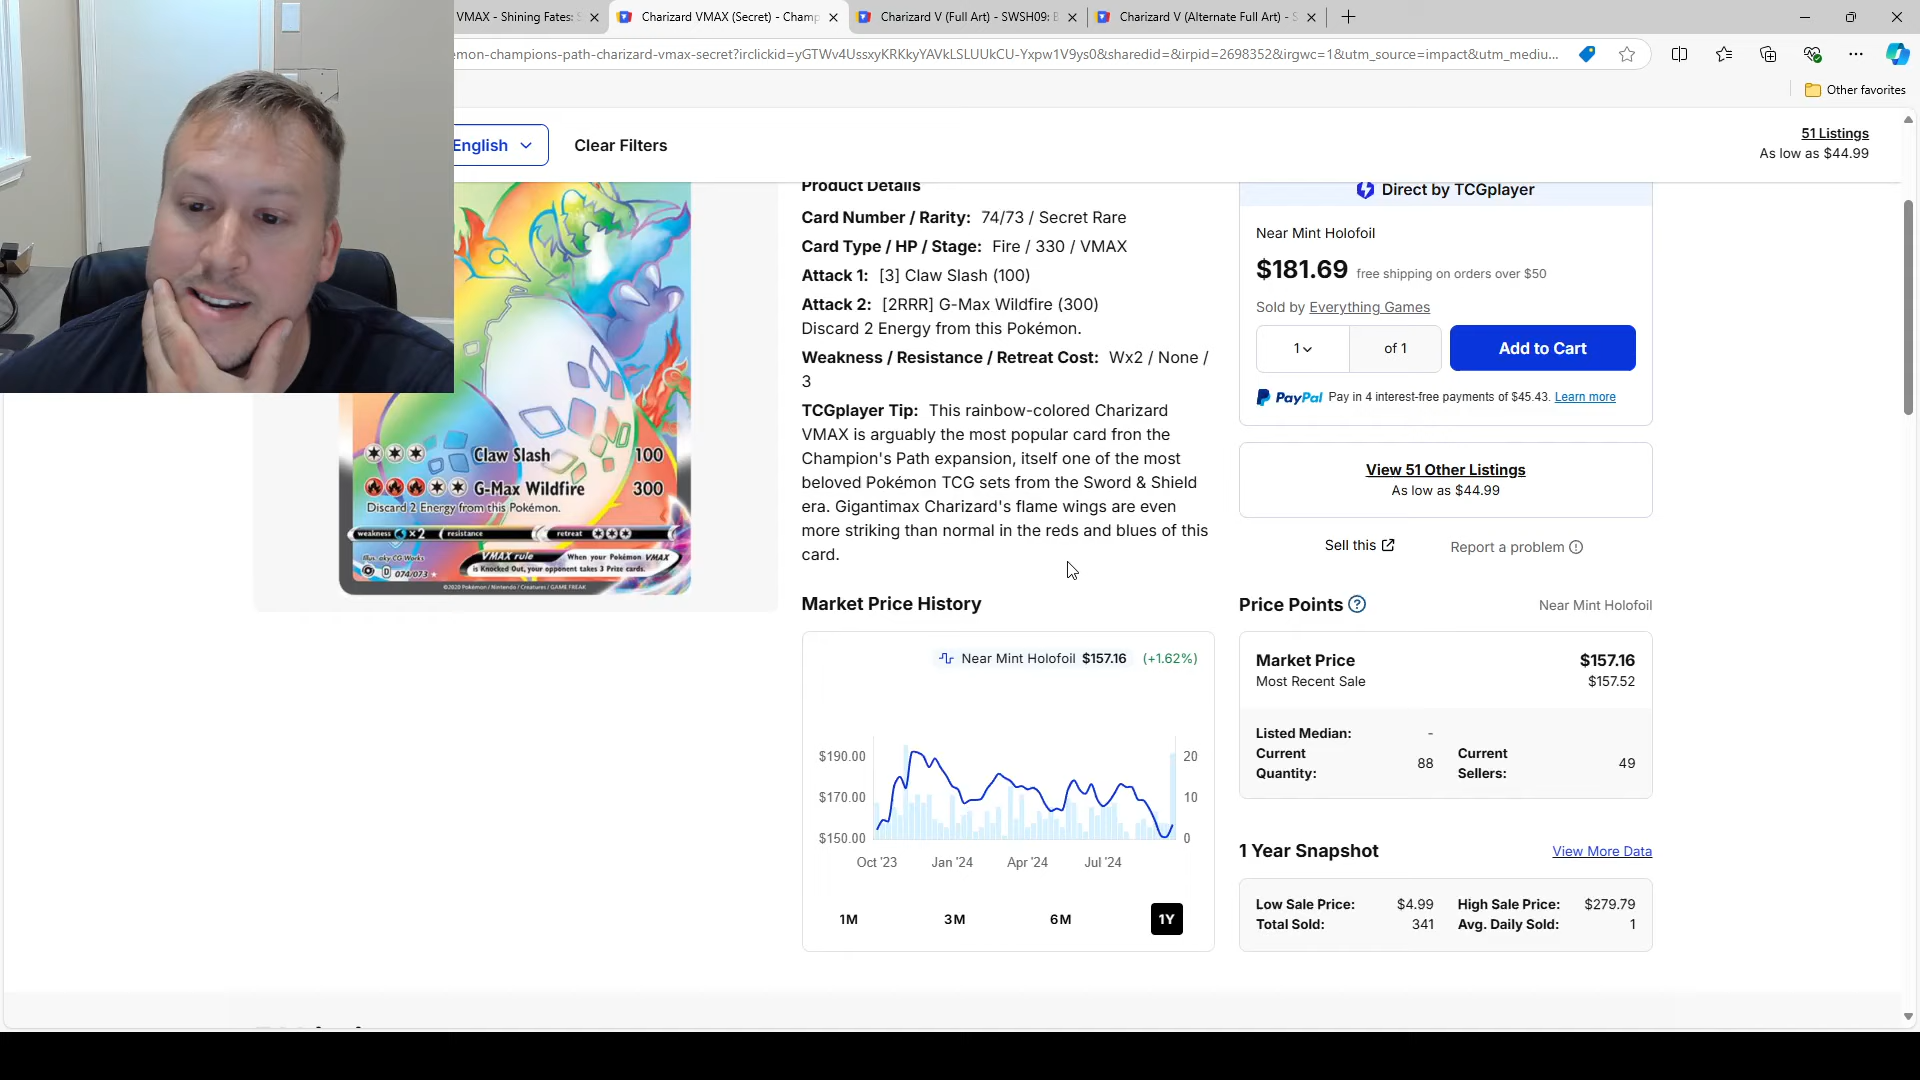 VMAX - Shining Fates: S
Charizard VMAX (Secret) - Champ
Charizard V (Full Art) - SWSH09: B
Charizard V (Alternate Full Art) - S
emon-champions-path-charizard-vmax-secret?irclickid=yGTWv4UssxyKRKkyYAVkLSLUUkCU-Yxpw1V9ys0&sharedid=&irpid=2698352&irgwc=1&utm_source=impact&utm_mediu...
Other favorites
English
Clear Filters
51 Listings
As low as $44.99
Product Details
Card Number / Rarity: 74/73 / Secret Rare
Card Type / HP / Stage: Fire / 330 / VMAX
Attack 1: [3] Claw Slash (100)
Attack 2: [2RRR] G-Max Wildfire (300)
Discard 2 Energy from this Pokémon.
Weakness / Resistance / Retreat Cost: Wx2 / None /
3
TCGplayer Tip: This rainbow-colored Charizard
VMAX is arguably the most popular card fron the
Champion's Path expansion, itself one of the most
beloved Pokémon TCG sets from the Sword & Shield
era. Gigantimax Charizard's flame wings are even
more striking than normal in the reds and blues of this
card.
Claw Slash 100
G-Max Wildfire 300
Discard 2 Energy from this Pokémon.
weakness x2 resistance retreat
Illus. aky CG Works
VMAX rule When your Pokémon VMAX
is Knocked Out, your opponent takes 3 Prize cards.
D 074/073
©2020 Pokémon / Nintendo / Creatures / GAME FREAK
Direct by TCGplayer
Near Mint Holofoil
$181.69 free shipping on orders over $50
Sold by Everything Games
1 of 1 Add to Cart
PayPal Pay in 4 interest-free payments of $45.43. Learn more
View 51 Other Listings
As low as $44.99
Sell this Report a problem
Market Price History
Near Mint Holofoil $157.16 (+1.62%)
$190.00 20
$170.00 10
$150.00 0
Oct '23 Jan '24 Apr '24 Jul '24
1M 3M 6M 1Y
Price Points ? Near Mint Holofoil
Market Price $157.16
Most Recent Sale $157.52
Listed Median: -
Current Quantity: 88 Current Sellers: 49
1 Year Snapshot View More Data
Low Sale Price: $4.99 High Sale Price: $279.79
Total Sold: 341 Avg. Daily Sold: 1